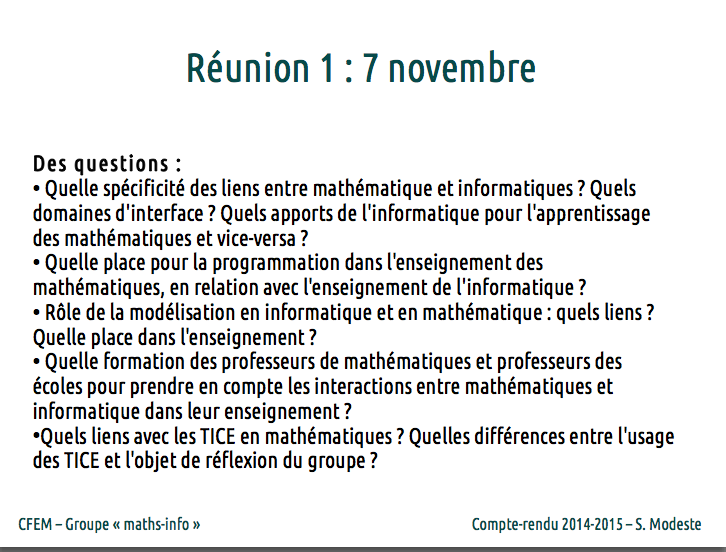 Réunion 1 : 7 novembre
Des questions :
• Quelle spécificité des liens entre mathématique et informatiques ? Quels
domaines d'interface ? Quels apports de l'informatique pour l'apprentissage
des mathématiques et vice-versa ?
• Quelle place pour la programmation dans l'enseignement des
mathématiques, en relation avec l'enseignement de l'informatique ?
• Rôle de la modélisation en informatique et en mathématique : quels liens ?
Quelle place dans l'enseignement ?
• Quelle formation des professeurs de mathématiques et professeurs des
écoles pour prendre en compte les interactions entre mathématiques et
informatique dans leur enseignement ?
•Quels liens avec les TICE en mathématiques ? Quelles différences entre l'usage
des TICE et l'objet de réflexion du groupe ?
CFEM – Groupe « maths-info »
Compte-rendu 2014-2015 – S. Modeste